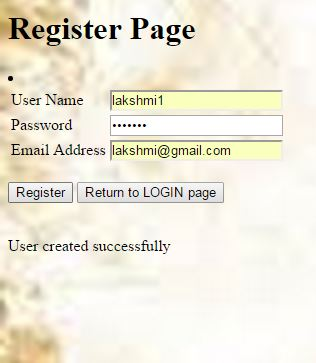 Register Page
•
User Name lakshmi1
Password •••••••
Email Address lakshmi@gmail.com
Register Return to LOGIN page
User created successfully